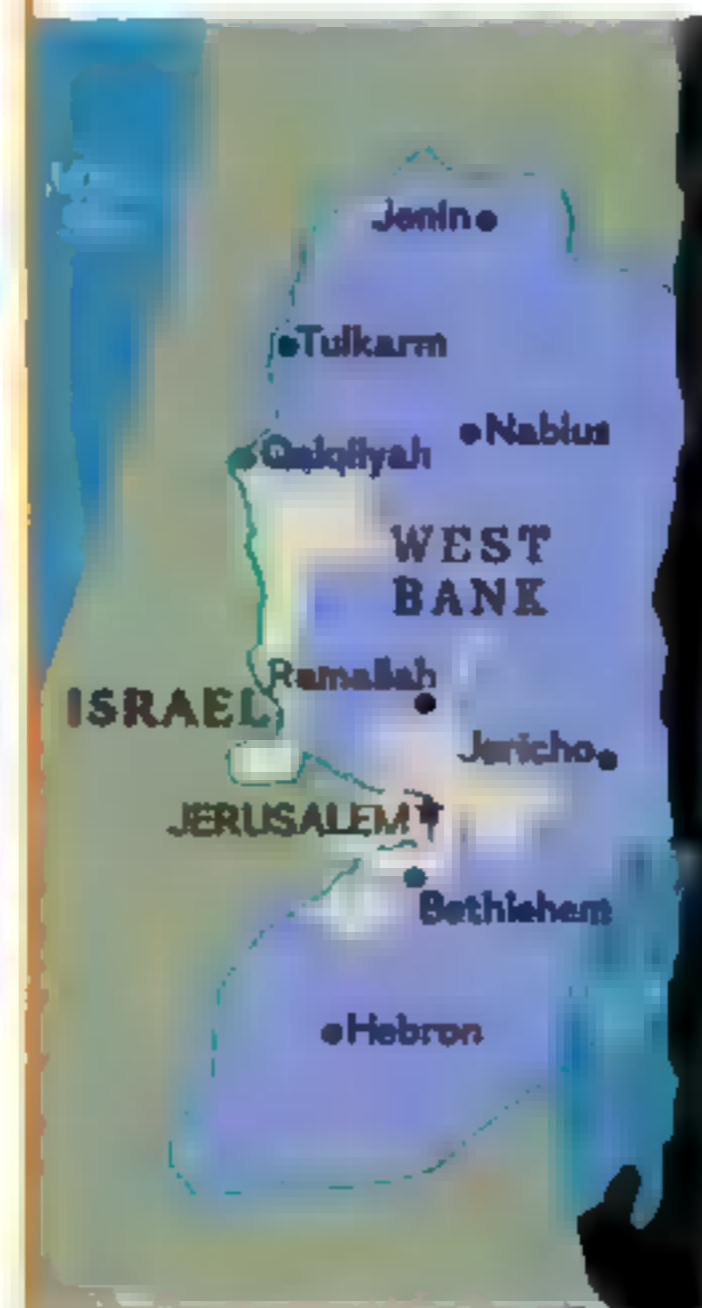 Jenin
Tulkarm
Nablus
Qalqilyah
WEST
BANK
Ramallah
ISRAEL
Jericho
JERUSALEM
Bethlehem
Hebron